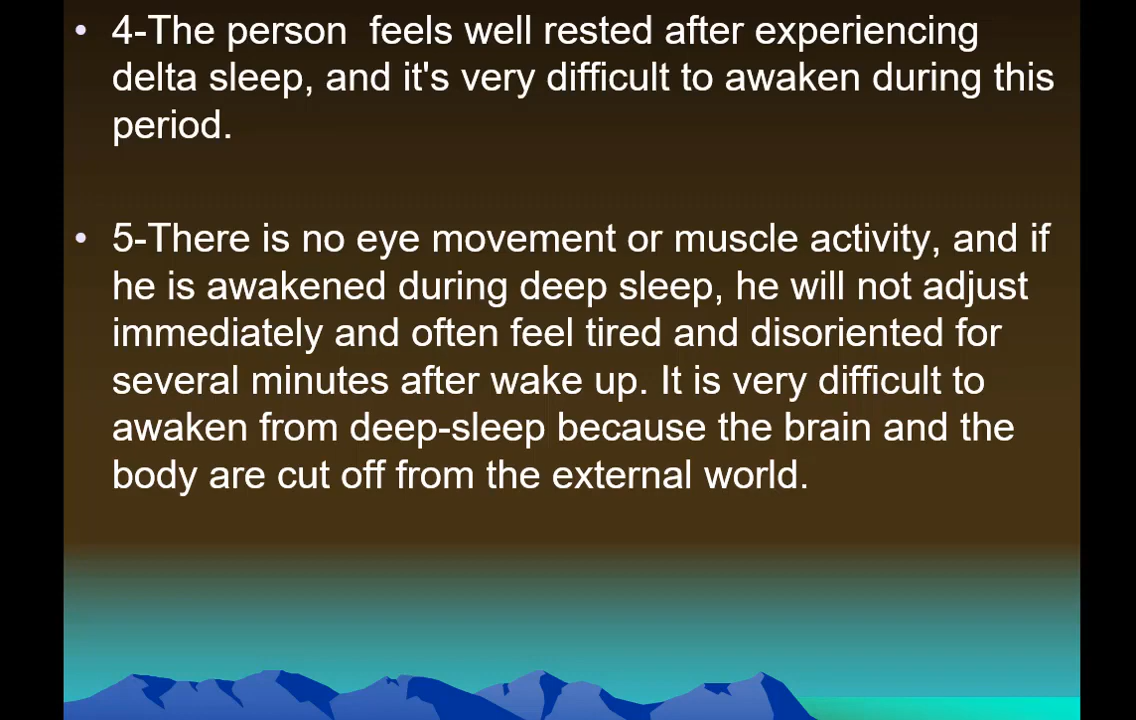 • 4-The person  feels well rested after experiencing
delta sleep, and it's very difficult to awaken during this
period.
• 5-There is no eye movement or muscle activity, and if
he is awakened during deep sleep, he will not adjust
immediately and often feel tired and disoriented for
several minutes after wake up. It is very difficult to
awaken from deep-sleep because the brain and the
body are cut off from the external world.